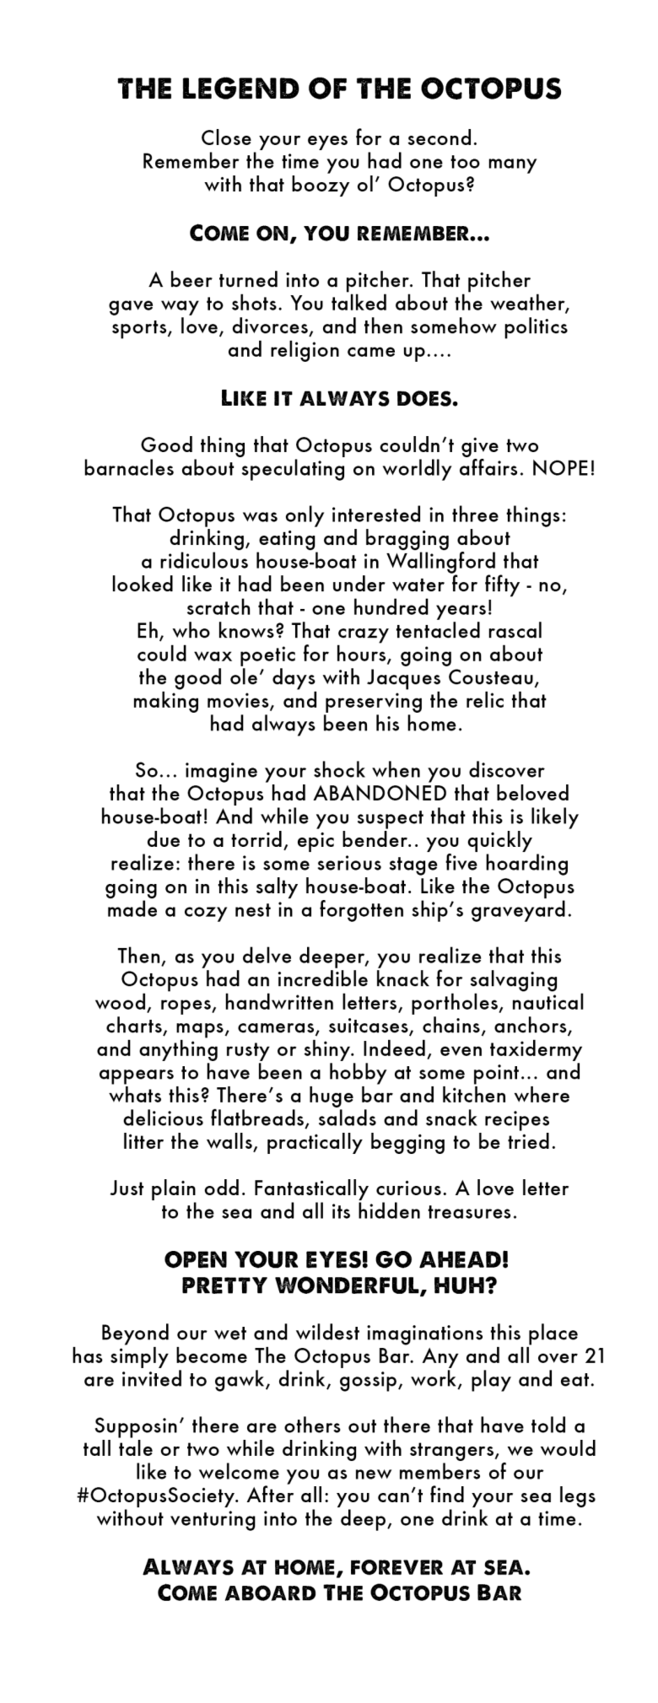 THE LEGEND OF THE OCTOPUS
Close your eyes for a second.
Remember the time you had one too many
with that boozy ol' Octopus?
COME ON, YOU REMEMBER...
A beer turned into a pitcher. That pitcher
gave way to shots. You talked about the weather,
sports, love, divorces, and then somehow politics
and religion came up....
LIKE IT ALWAYS DOES.
Good thing that Octopus couldn't give two
barnacles about speculating on worldly affairs. NOPE!
That Octopus was only interested in three things:
drinking, eating and bragging about
a ridiculous house-boat in Wallingford that
looked like it had been under water for fifty - no,
scratch that - one hundred years!
Eh, who knows? That crazy tentacled rascal
could wax poetic for hours, going on about
the good ole' days with Jacques Cousteau,
making movies, and preserving the relic that
had always been his home.
So... imagine your shock when you discover
that the Octopus had ABANDONED that beloved
house-boat! And while you suspect that this is likely
due to a torrid, epic bender.. you quickly
realize: there is some serious stage five hoarding
going on in this salty house-boat. Like the Octopus
made a cozy nest in a forgotten ship's graveyard.
Then, as you delve deeper, you realize that this
Octopus had an incredible knack for salvaging
wood, ropes, handwritten letters, portholes, nautical
charts, maps, cameras, suitcases, chains, anchors,
and anything rusty or shiny. Indeed, even taxidermy
appears to have been a hobby at some point... and
whats this? There's a huge bar and kitchen where
delicious flatbreads, salads and snack recipes
litter the walls, practically begging to be tried.
Just plain odd. Fantastically curious. A love letter
to the sea and all its hidden treasures.
OPEN YOUR EYES! GO AHEAD!
PRETTY WONDERFUL, HUH?
Beyond our wet and wildest imaginations this place
has simply become The Octopus Bar. Any and all over 21
are invited to gawk, drink, gossip, work, play and eat.
Supposin' there are others out there that have told a
tall tale or two while drinking with strangers, we would
like to welcome you as new members of our
#OctopusSociety. After all: you can't find your sea legs
without venturing into the deep, one drink at a time.
ALWAYS AT HOME, FOREVER AT SEA.
COME ABOARD THE OCTOPUS BAR